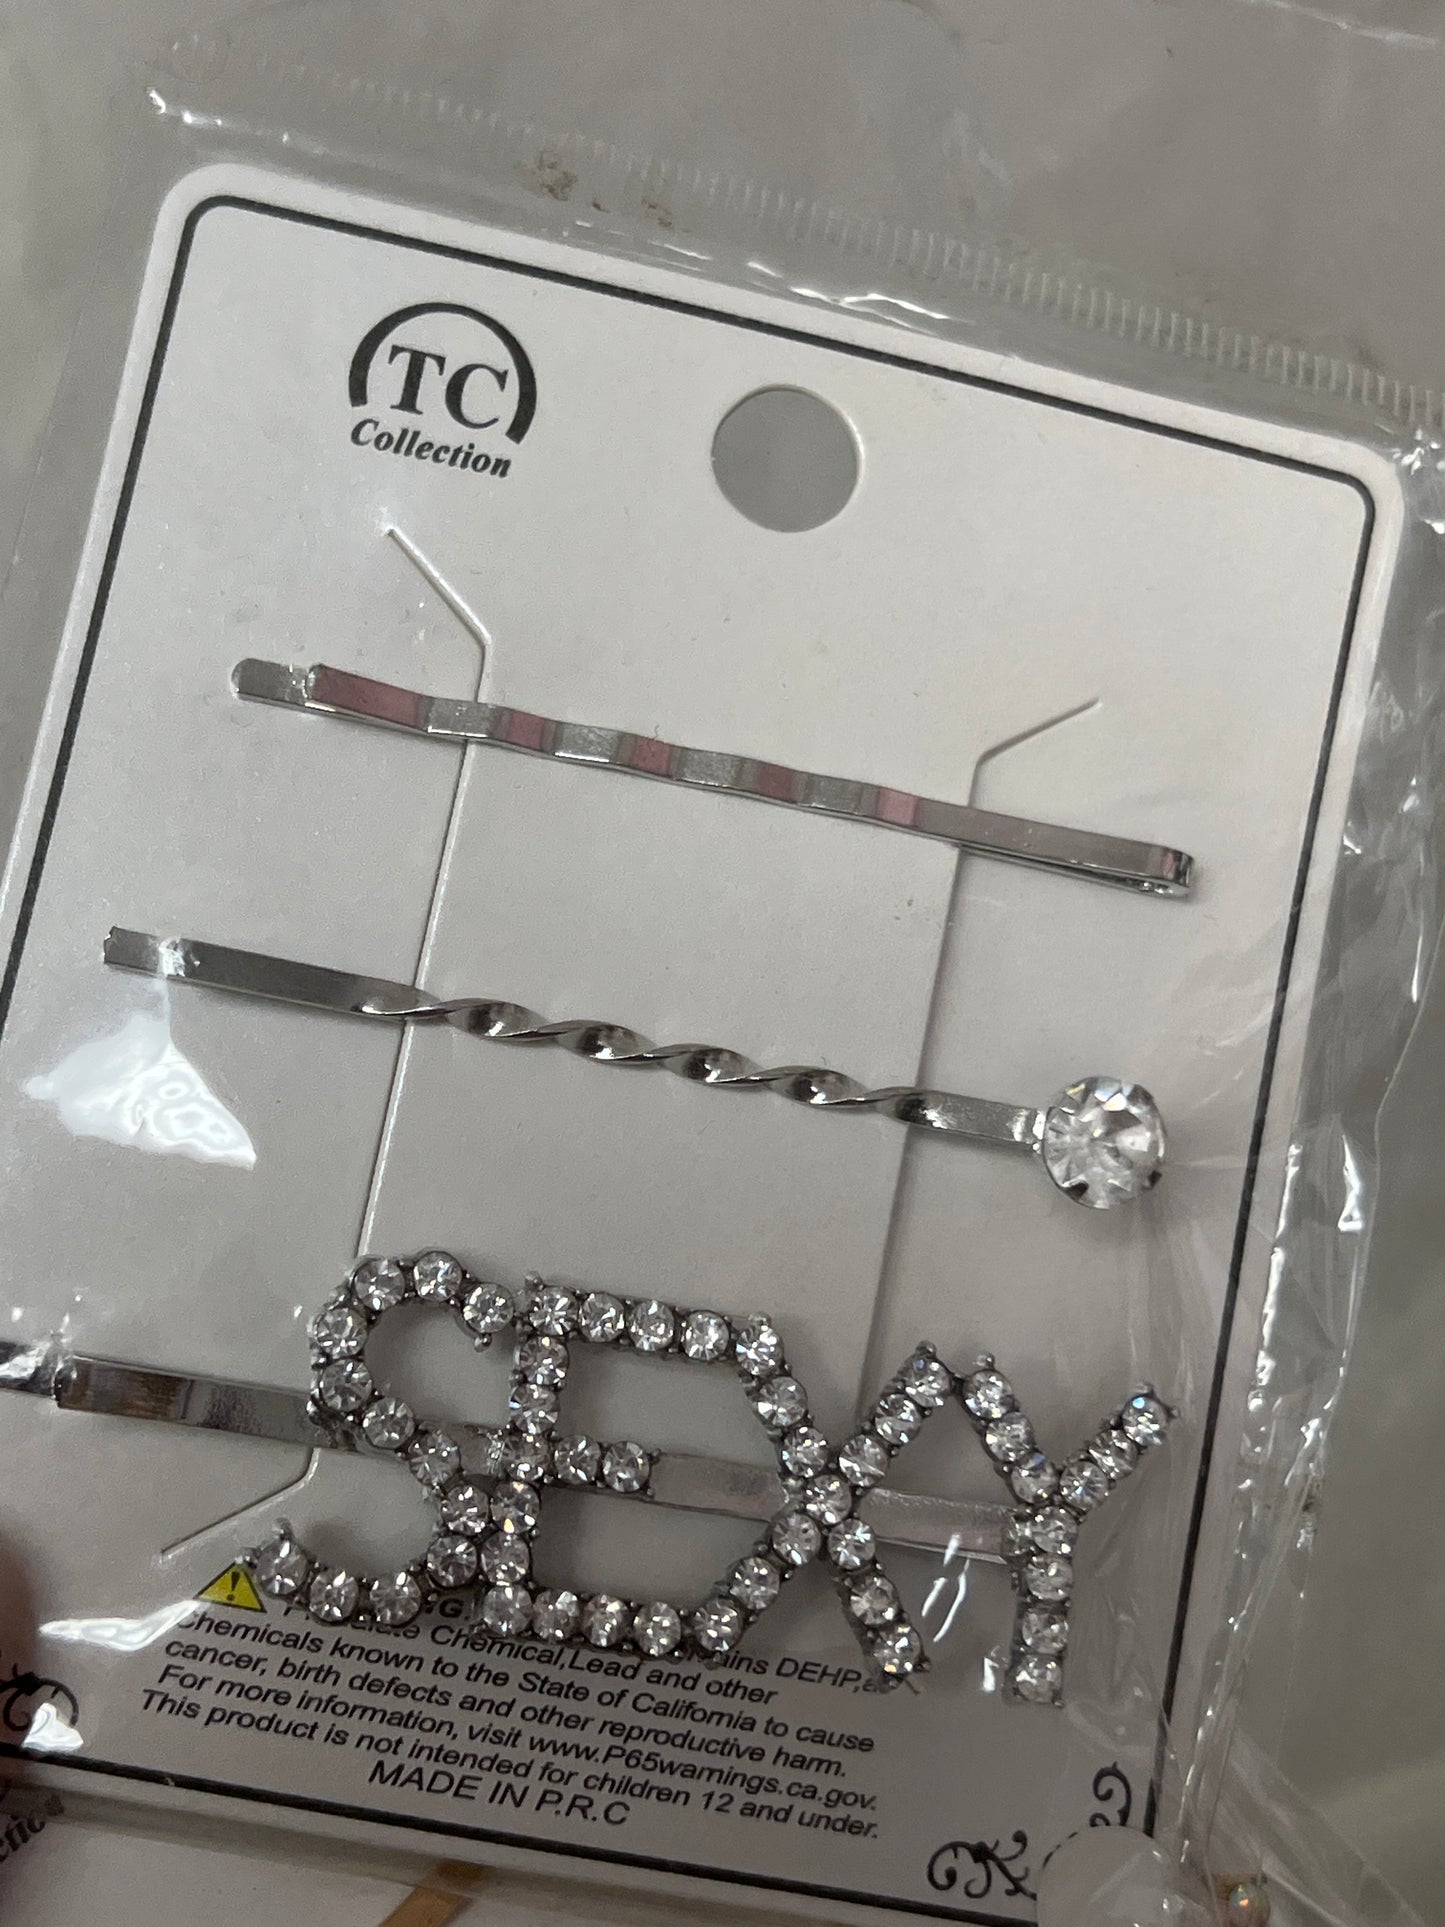 TC
Collection
SEXY
Chemical, Lead and other DEHP,
Chemicals known to the State of California to cause
cancer, birth defects and other reproductive harm.
For more information, visit www.P65warnings.ca.gov.
This product is not intended for children 12 and under.
MADE IN P.R.C